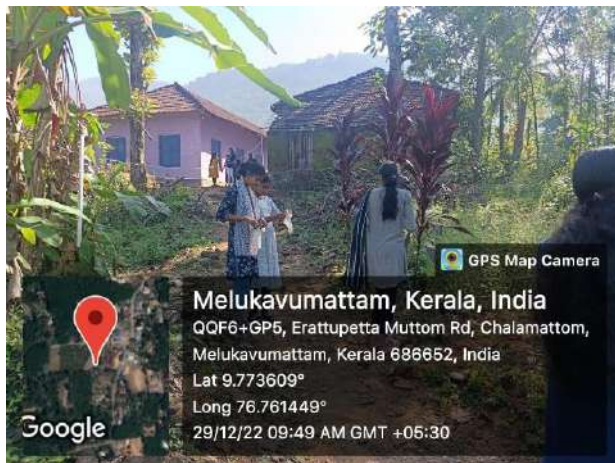 GPS Map Camera
Melukavumattam, Kerala, India
QQF6+GP5, Erattupetta Muttom Rd, Chalamattom,
Melukavumattam, Kerala 686652, India
Lat 9.773609°
Long 76.761449°
29/12/22 09:49 AM GMT +05:30
Google